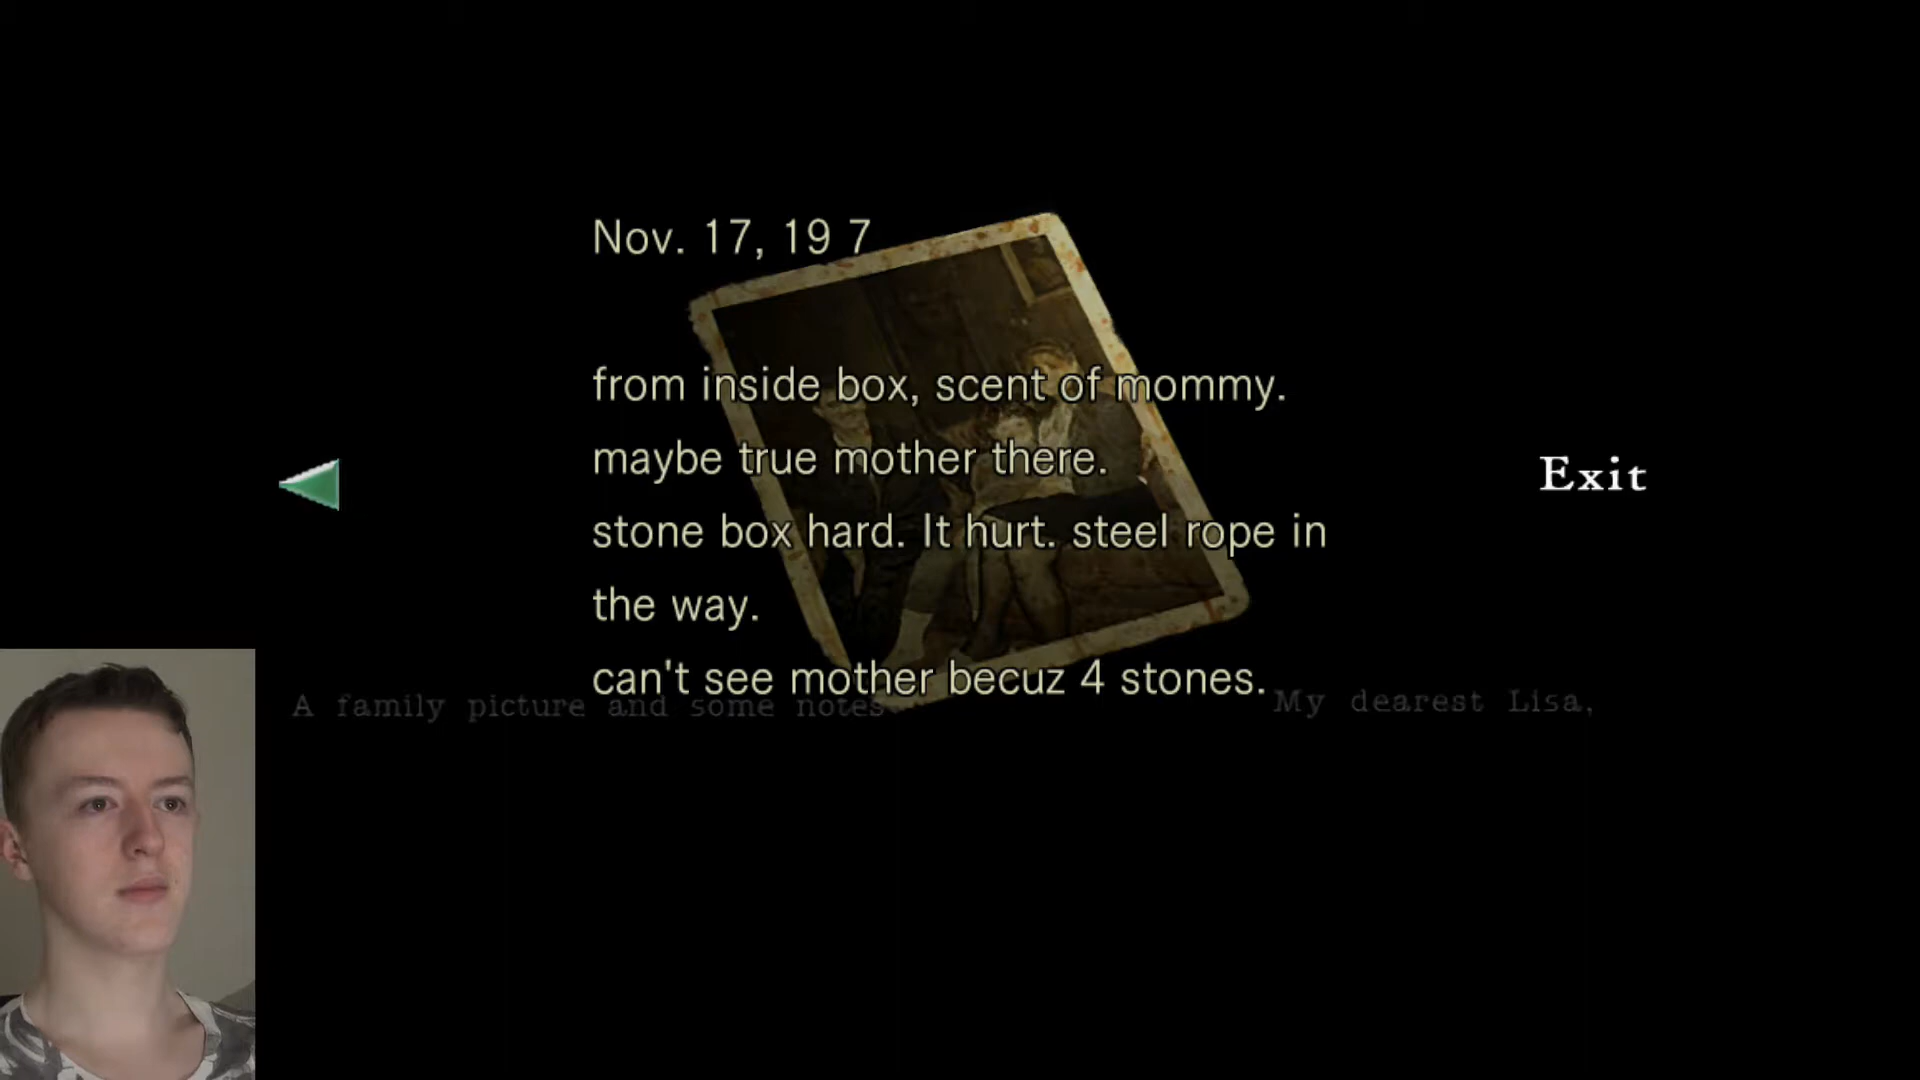 Nov. 17, 19 7
from inside box, scent of mommy.
maybe true mother there.
stone box hard. It hurt. steel rope in
the way.
can't see mother becuz 4 stones.
Exit
A family picture and some notes
My dearest Lisa,